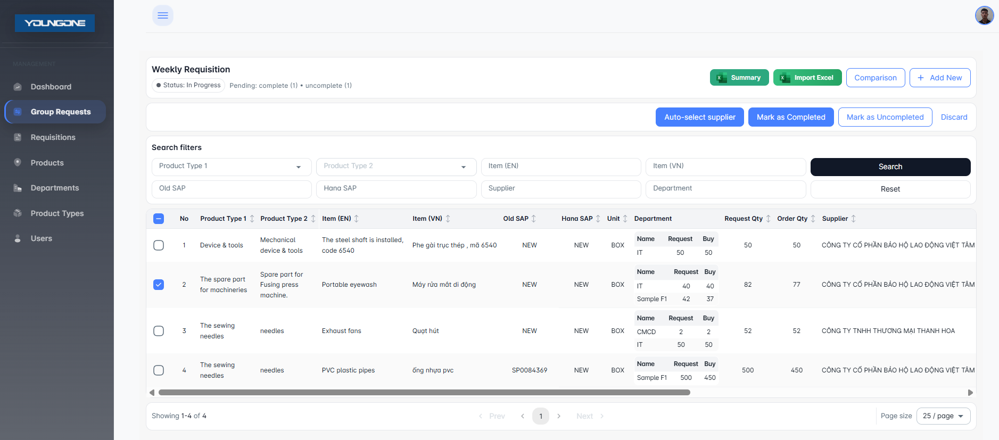 YOUNGONE
MANAGEMENT
Dashboard
Group Requests
Requisitions
Products
Departments
Product Types
Users
Weekly Requisition
Status: In Progress Pending: complete (1) • uncomplete (1)
Summary Import Excel Comparison + Add New
Auto-select supplier Mark as Completed Mark as Uncompleted Discard
Search filters
Product Type 1 Product Type 2 Item (EN) Item (VN) Search
Old SAP Hana SAP Supplier Department Reset
No Product Type 1 Product Type 2 Item (EN) Item (VN) Old SAP Hana SAP Unit Department Request Qty Order Qty Supplier
1 Device & tools Mechanical device & tools The steel shaft is installed, code 6540 Phe gài trục thép , mã 6540 NEW NEW BOX
Name Request Buy
IT 50 50
50 50 CÔNG TY CỔ PHẦN BẢO HỘ LAO ĐỘNG VIỆT TÂM
2 The spare part for machineries Spare part for Fusing press machine. Portable eyewash Máy rửa mắt di động NEW NEW BOX
Name Request Buy
IT 40 40
Sample F1 42 37
82 77 CÔNG TY CỔ PHẦN BẢO HỘ LAO ĐỘNG VIỆT TÂM
3 The sewing needles needles Exhaust fans Quạt hút NEW NEW BOX
Name Request Buy
CMCD 2 2
IT 50 50
52 52 CÔNG TY TNHH THƯƠNG MẠI THANH HOA
4 The sewing needles needles PVC plastic pipes ống nhựa pvc SP0084369 NEW BOX
Name Request Buy
Sample F1 500 450
500 450 CÔNG TY CỔ PHẦN BẢO HỘ LAO ĐỘNG VIỆT TÂM
Showing 1-4 of 4 Prev 1 Next Page size 25 / page